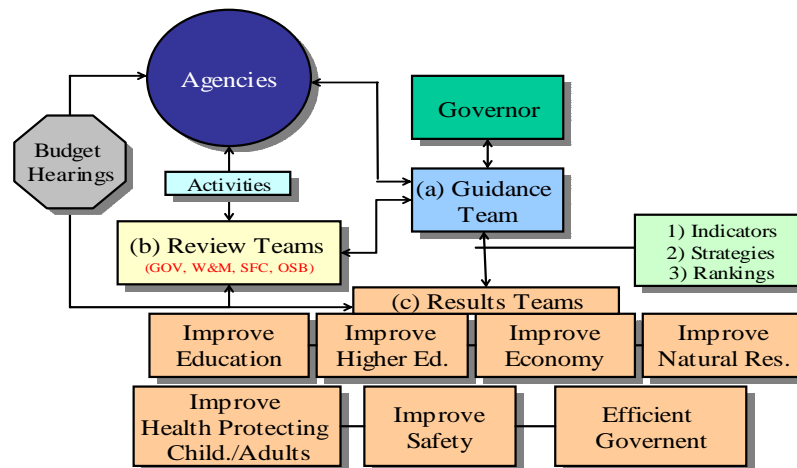 Agencies
Governor
Budget
Hearings
Activities
(a) Guidance
Team
(b) Review Teams
(GOV, W&M, SFC, OSB)
1) Indicators
2) Strategies
3) Rankings
(c) Results Teams
Improve
Education
Improve
Higher Ed.
Improve
Economy
Improve
Natural Res.
Improve
Health Protecting
Child./Adults
Improve
Safety
Efficient
Governent